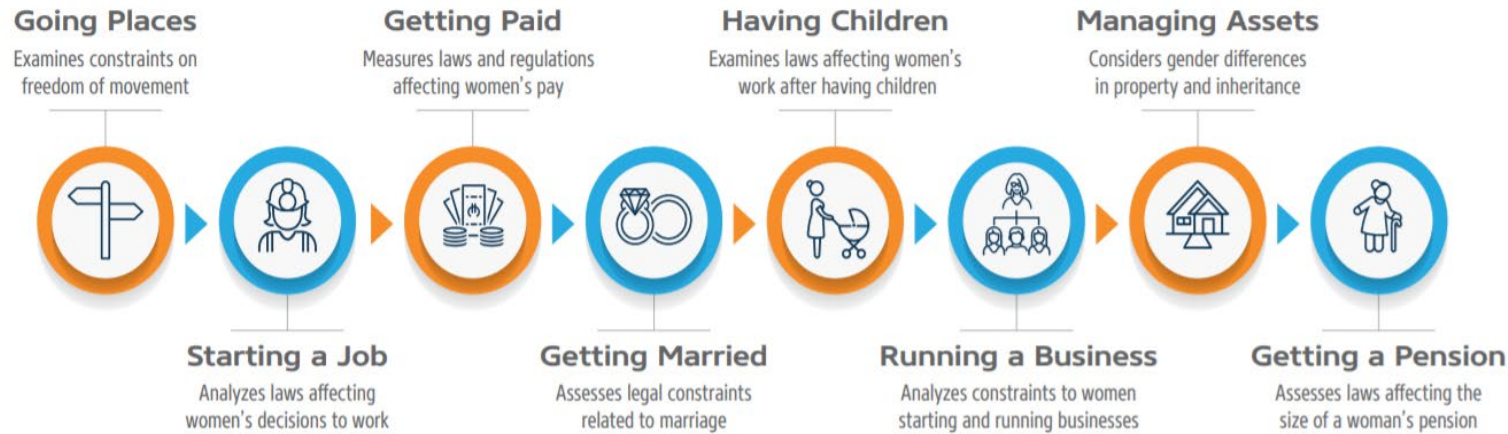 Going Places
Examines constraints on
freedom of movement
Starting a Job
Analyzes laws affecting
women's decisions to work
Getting Paid
Measures laws and regulations
affecting women's pay
Getting Married
Assesses legal constraints
related to marriage
Having Children
Examines laws affecting women's
work after having children
Running a Business
Analyzes constraints to women
starting and running businesses
Managing Assets
Considers gender differences
in property and inheritance
Getting a Pension
Assesses laws affecting the
size of a woman's pension